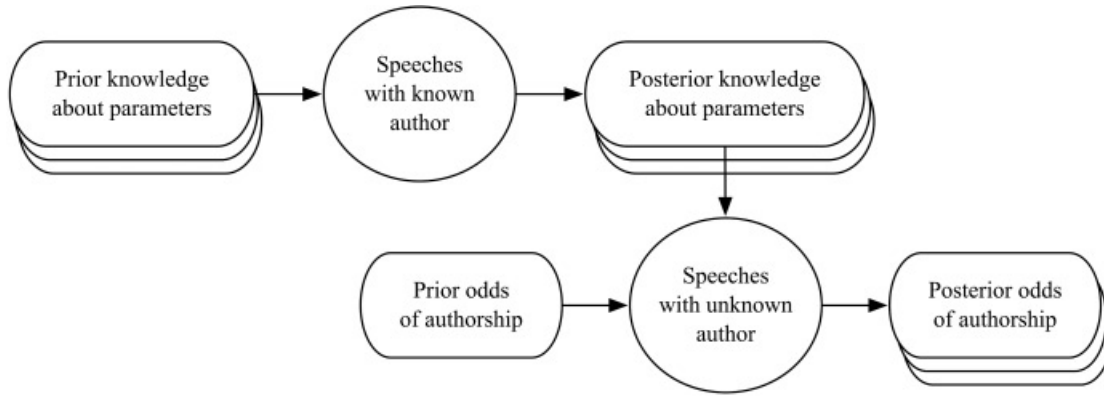 Prior knowledge
about parameters
Speeches
with known
author
Posterior knowledge
about parameters
Prior odds
of authorship
Speeches
with unknown
author
Posterior odds
of authorship